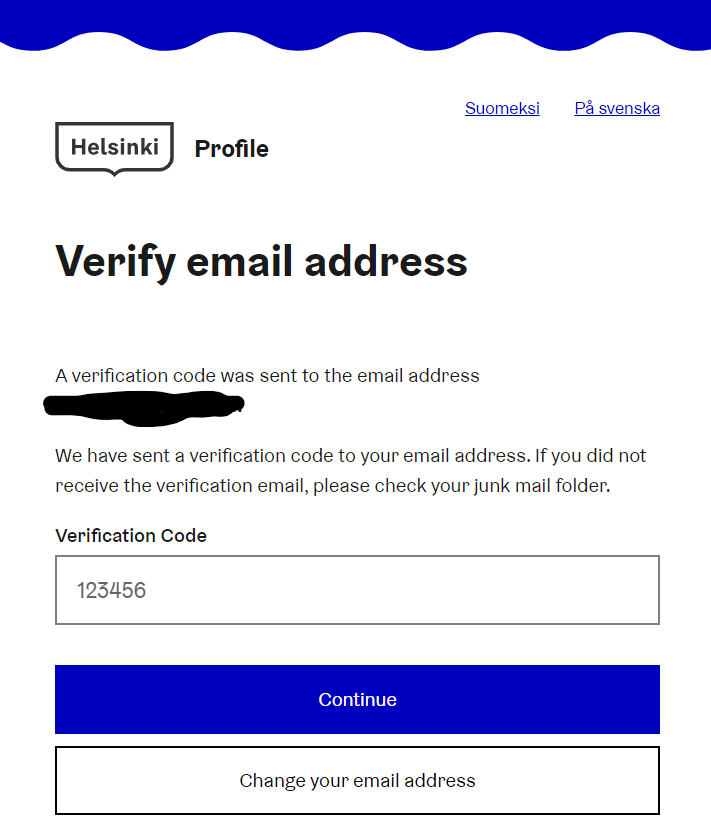 Suomeksi På svenska
Helsinki Profile
Verify email address
A verification code was sent to the email address
We have sent a verification code to your email address. If you did not
receive the verification email, please check your junk mail folder.
Verification Code
123456
Continue
Change your email address